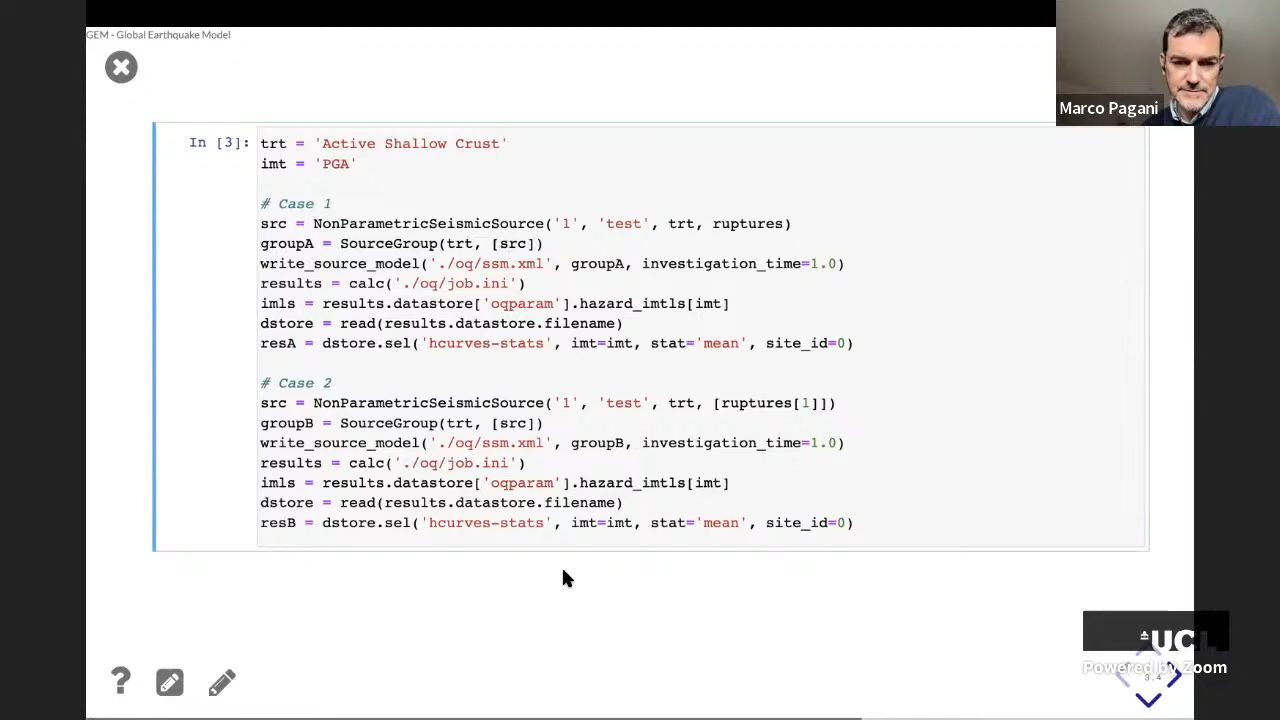 GEM - Global Earthquake Model
Marco Pagani
In [3]:
trt = 'Active Shallow Crust'
imt = 'PGA'
# Case 1
src = NonParametricSeismicSource('1', 'test', trt, ruptures)
groupA = SourceGroup(trt, [src])
write_source_model('./oq/ssm.xml', groupA, investigation_time=1.0)
results = calc('./oq/job.ini')
imls = results.datastore['oqparam'].hazard_imtls[imt]
dstore = read(results.datastore.filename)
resA = dstore.sel('hcurves-stats', imt=imt, stat='mean', site_id=0)
# Case 2
src = NonParametricSeismicSource('1', 'test', trt, [ruptures[1]])
groupB = SourceGroup(trt, [src])
write_source_model('./oq/ssm.xml', groupB, investigation_time=1.0)
results = calc('./oq/job.ini')
imls = results.datastore['oqparam'].hazard_imtls[imt]
dstore = read(results.datastore.filename)
resB = dstore.sel('hcurves-stats', imt=imt, stat='mean', site_id=0)
UCL
Powered by Zoom
3.4